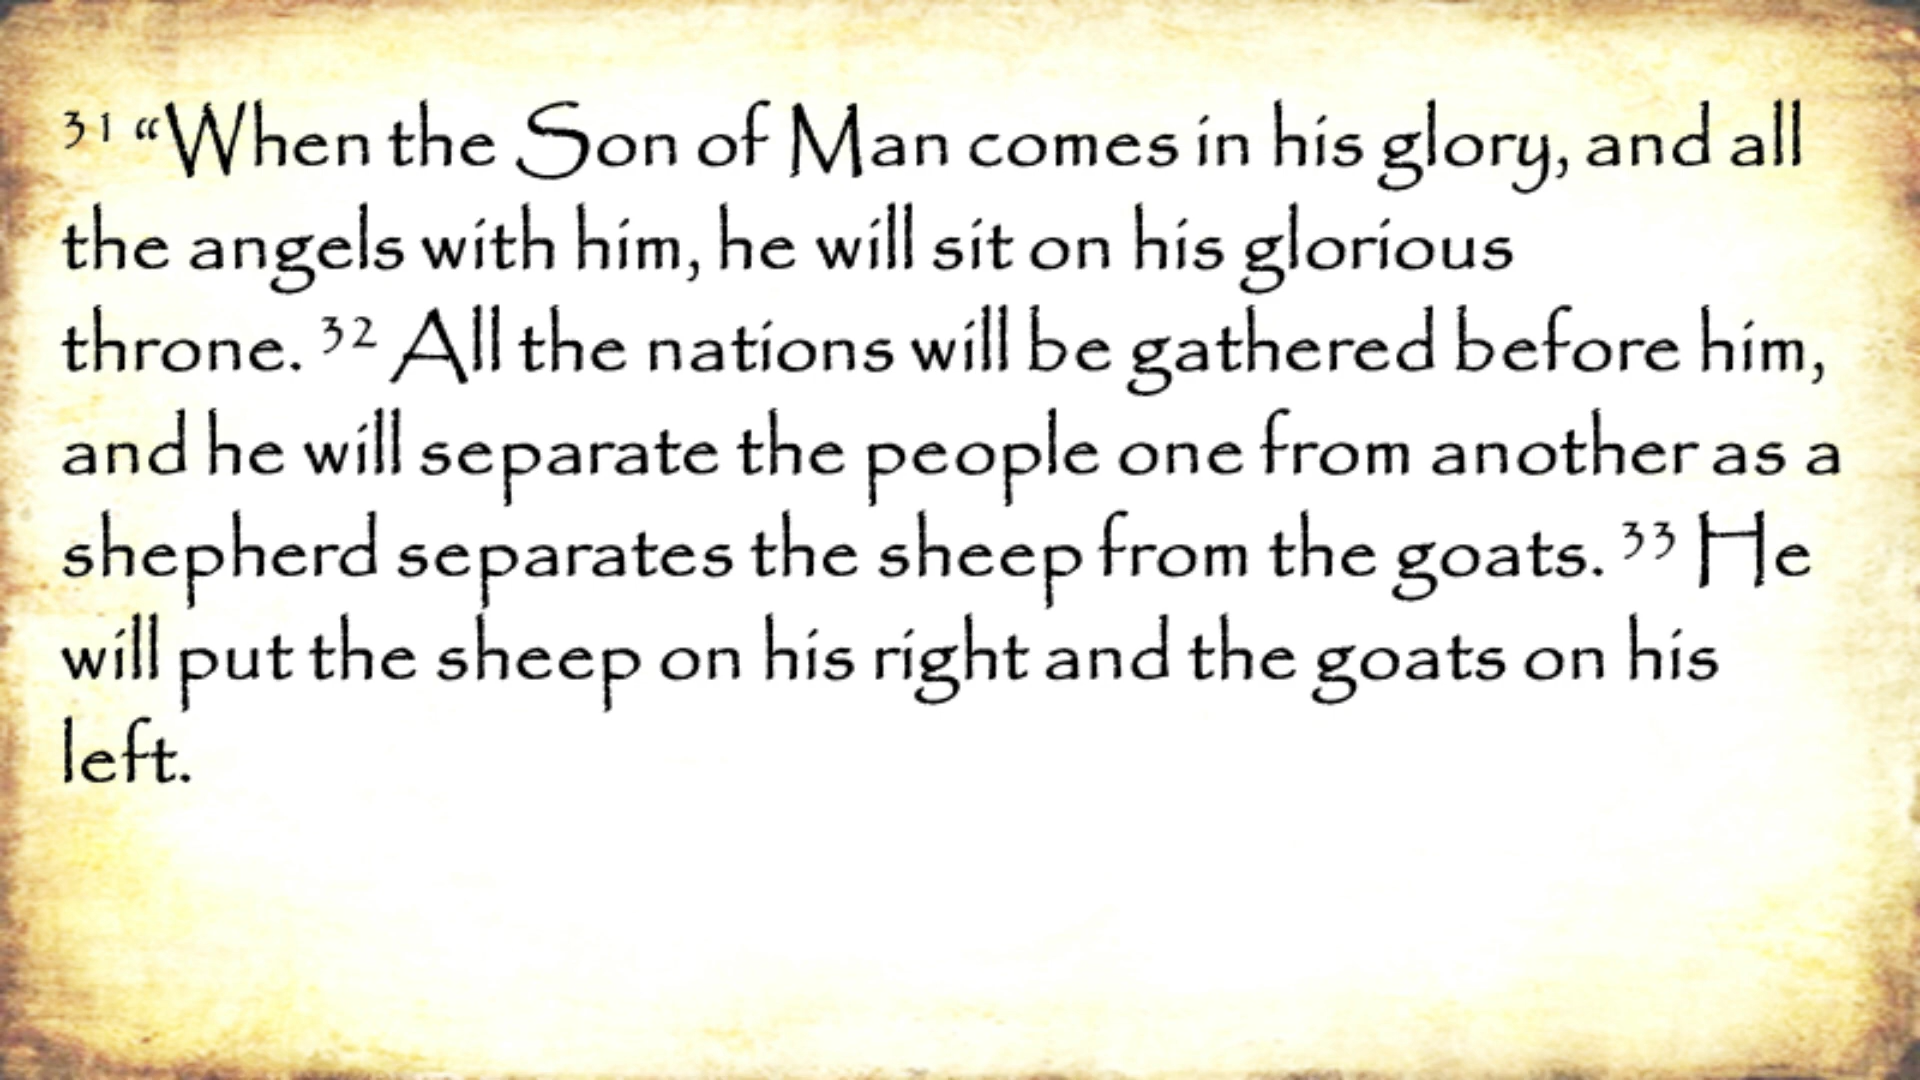 31 “When the Son of Man comes in his glory, and all
the angels with him, he will sit on his glorious
throne. 32 All the nations will be gathered before him,
and he will separate the people one from another as a
shepherd separates the sheep from the goats. 33 He
will put the sheep on his right and the goats on his
left.